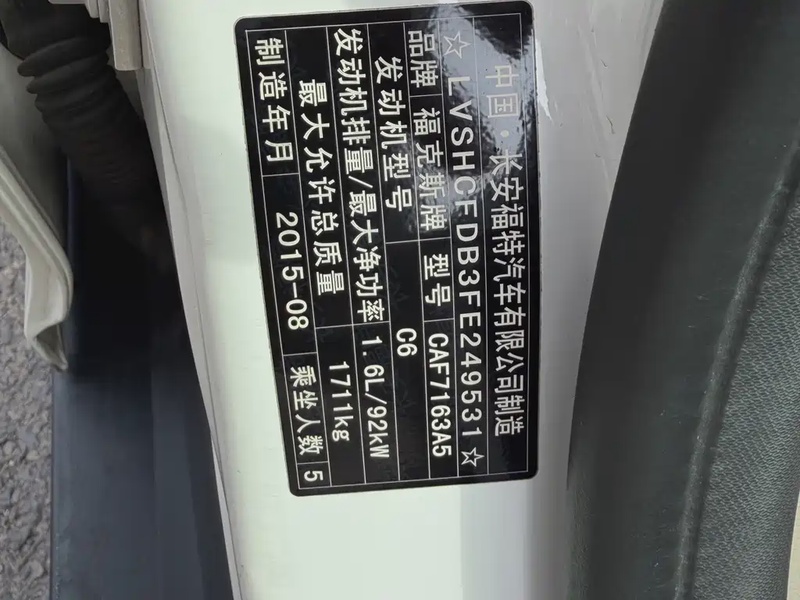 中国·长安福特汽车有限公司制造
☆LVSHCFDB3FE249531☆
品牌 福克斯牌 型号 CAF7163A5
发动机型号 C6
发动机排量/最大净功率 1.6L/92kW
最大允许总质量 1711kg
制造年月 2015-08 乘坐人数 5